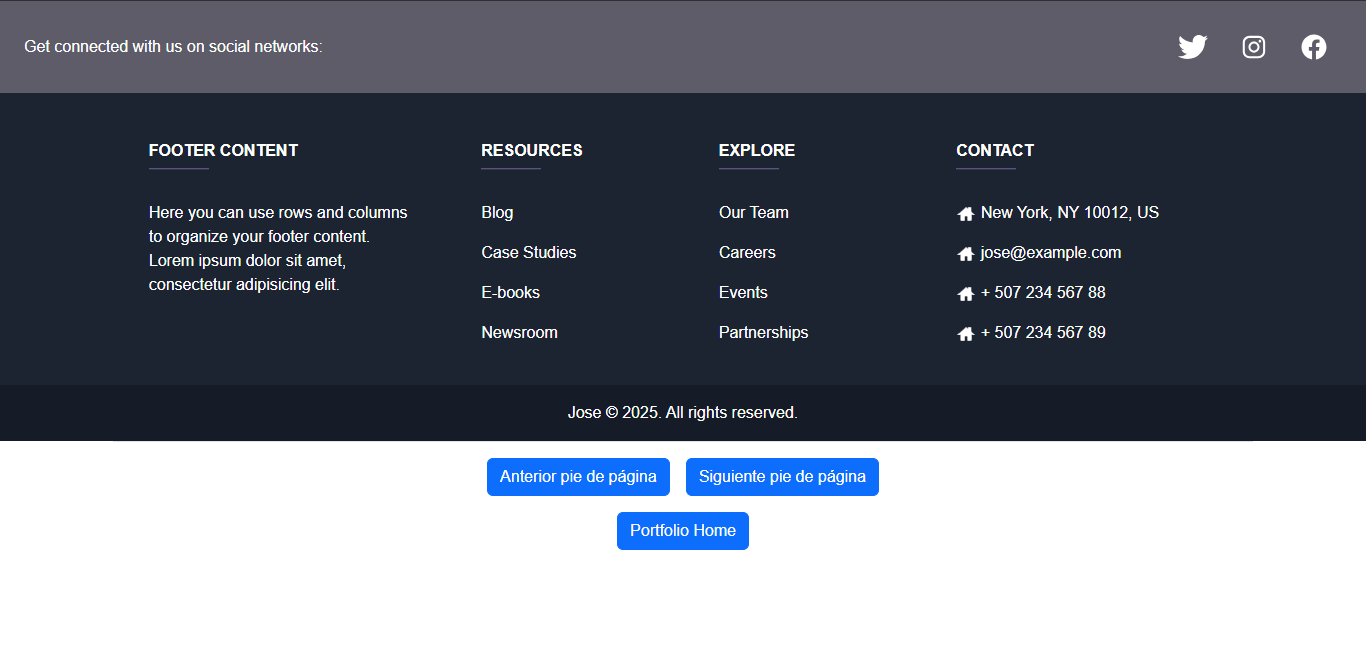 Get connected with us on social networks:
FOOTER CONTENT
Here you can use rows and columns
to organize your footer content.
Lorem ipsum dolor sit amet,
consectetur adipisicing elit.
RESOURCES
Blog
Case Studies
E-books
Newsroom
EXPLORE
Our Team
Careers
Events
Partnerships
CONTACT
New York, NY 10012, US
jose@example.com
+ 507 234 567 88
+ 507 234 567 89
Jose © 2025. All rights reserved.
Anterior pie de página
Siguiente pie de página
Portfolio Home